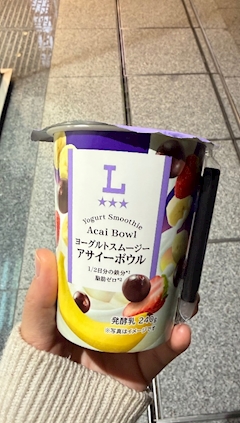 L
★★★
Yogurt Smoothie
Acai Bowl
ヨーグルトスムージー
アサイーボウル
1/2日分の鉄分*1
脂肪ゼロ*2
発酵乳 240g
※写真はイメージです